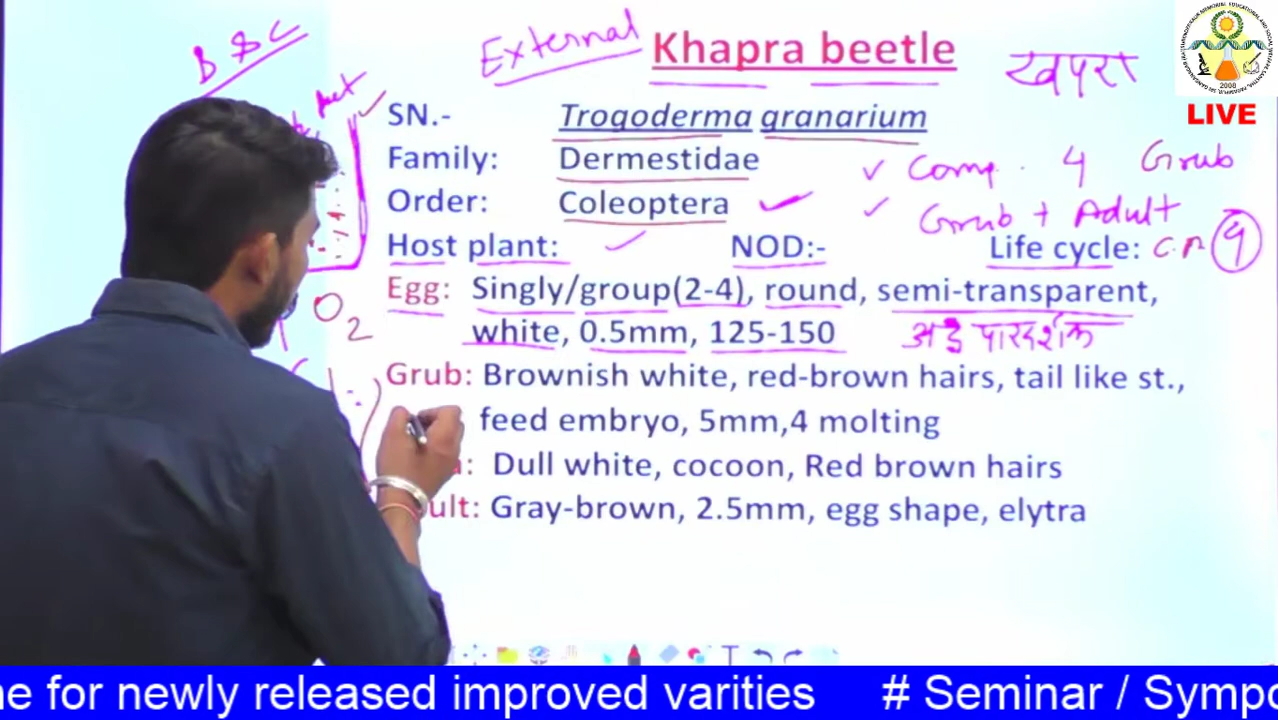 B SC
External Khapra beetle खपरा
2008
LIVE
SN.- Trogoderma granarium
Family: Dermestidae ✓ Comp. 4 Grub
Order: Coleoptera ✓ ✓ Grub + Adult
Host plant: ✓ NOD:- Life cycle: C.M 9
Egg: Singly/group(2-4), round, semi-transparent,
O2
white, 0.5mm, 125-150 अंडे पारदर्शक
Grub: Brownish white, red-brown hairs, tail like st.,
feed embryo, 5mm,4 molting
a: Dull white, cocoon, Red brown hairs
ult: Gray-brown, 2.5mm, egg shape, elytra
ne for newly released improved varities # Seminar / Sympo